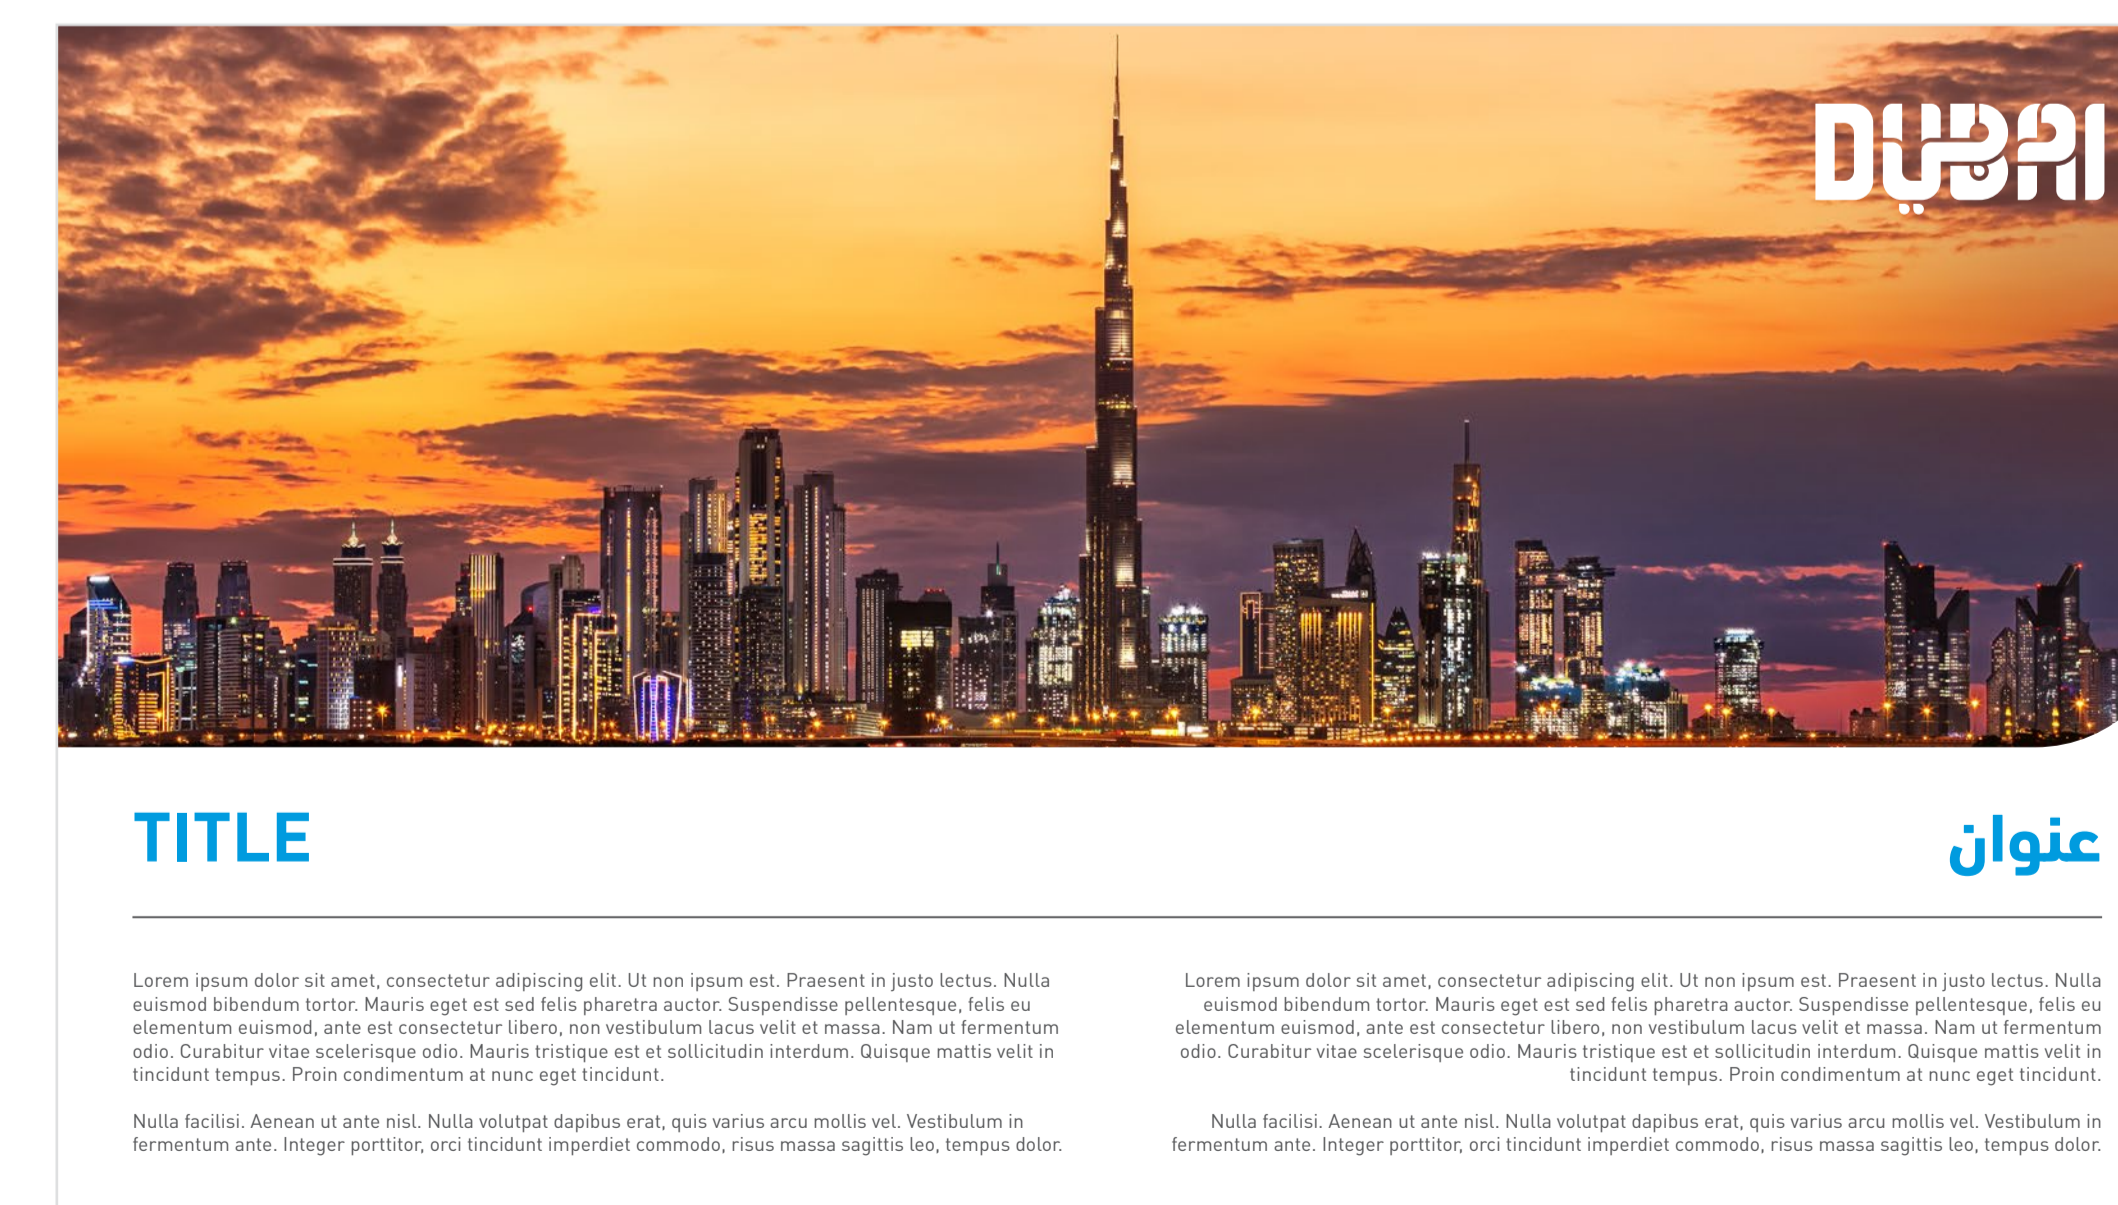 DUBAI
TITLE
عنوان
Lorem ipsum dolor sit amet, consectetur adipiscing elit. Ut non ipsum est. Praesent in justo lectus. Nulla
euismod bibendum tortor. Mauris eget est sed felis pharetra auctor. Suspendisse pellentesque, felis eu
elementum euismod, ante est consectetur libero, non vestibulum lacus velit et massa. Nam ut fermentum
odio. Curabitur vitae scelerisque odio. Mauris tristique est et sollicitudin interdum. Quisque mattis velit in
tincidunt tempus. Proin condimentum at nunc eget tincidunt.
Nulla facilisi. Aenean ut ante nisl. Nulla volutpat dapibus erat, quis varius arcu mollis vel. Vestibulum in
fermentum ante. Integer porttitor, orci tincidunt imperdiet commodo, risus massa sagittis leo, tempus dolor.
Lorem ipsum dolor sit amet, consectetur adipiscing elit. Ut non ipsum est. Praesent in justo lectus. Nulla
euismod bibendum tortor. Mauris eget est sed felis pharetra auctor. Suspendisse pellentesque, felis eu
elementum euismod, ante est consectetur libero, non vestibulum lacus velit et massa. Nam ut fermentum
odio. Curabitur vitae scelerisque odio. Mauris tristique est et sollicitudin interdum. Quisque mattis velit in
tincidunt tempus. Proin condimentum at nunc eget tincidunt.
Nulla facilisi. Aenean ut ante nisl. Nulla volutpat dapibus erat, quis varius arcu mollis vel. Vestibulum in
fermentum ante. Integer porttitor, orci tincidunt imperdiet commodo, risus massa sagittis leo, tempus dolor.